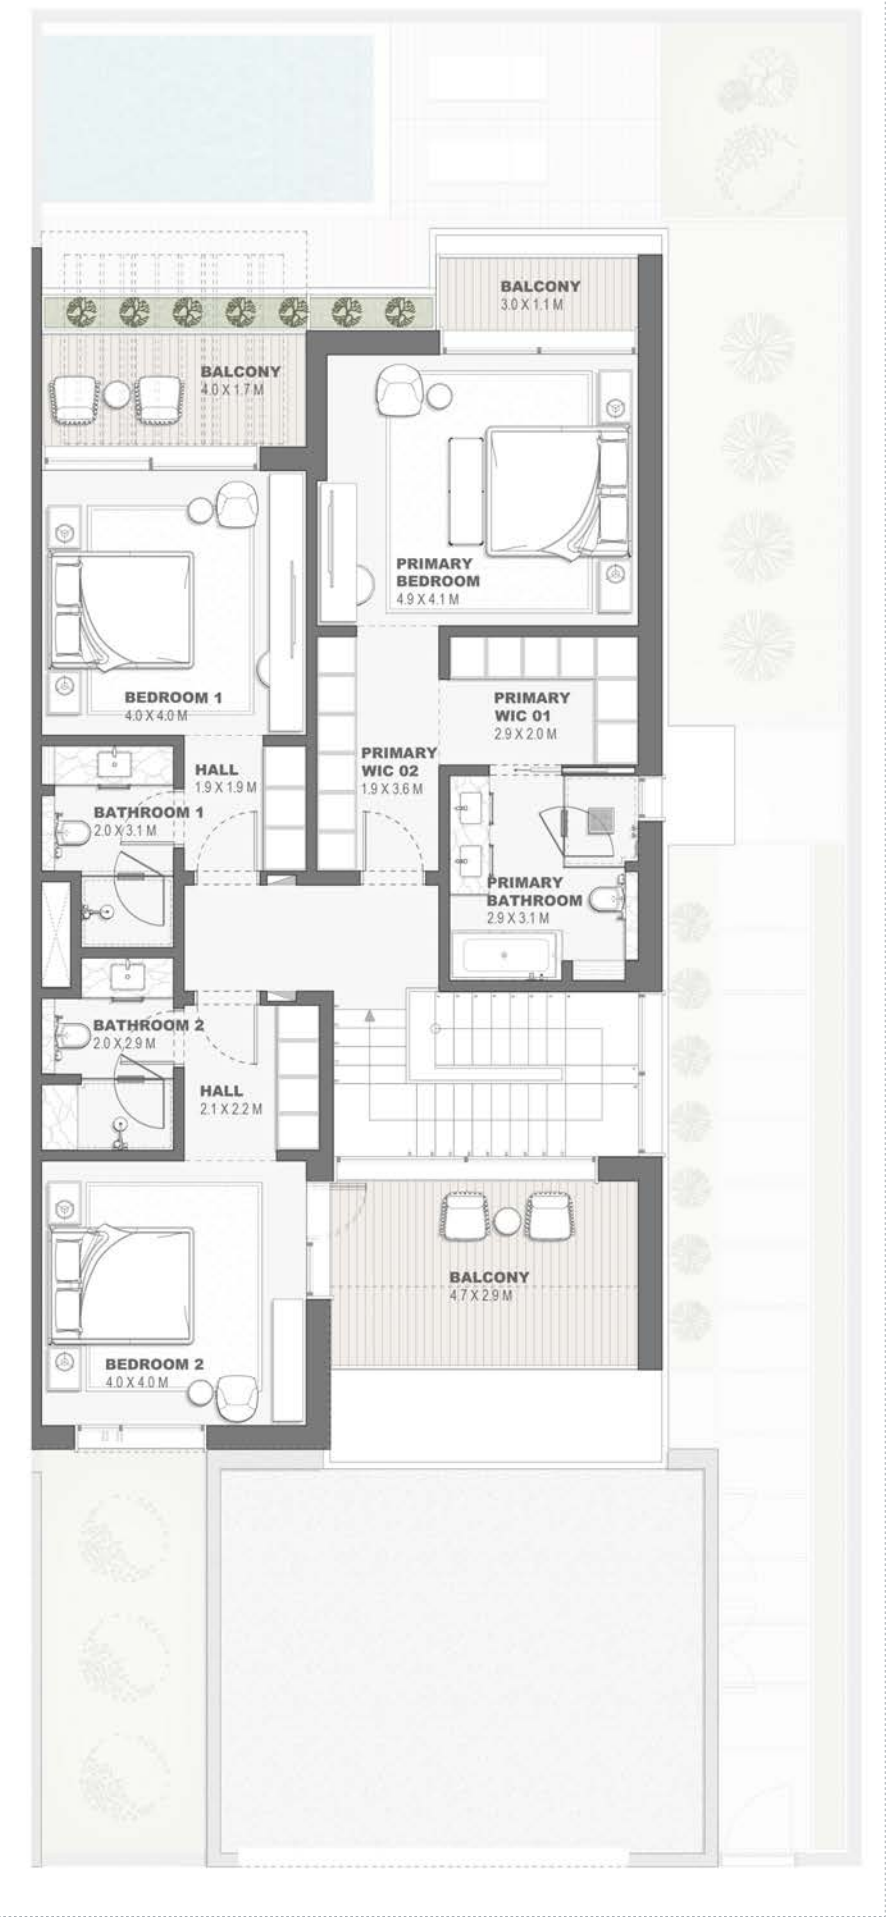 BALCONY
3.0 X 1.1 M
BALCONY
4.0 X 1.7 M
PRIMARY
BEDROOM
4.9 X 4.1 M
BEDROOM 1
4.0 X 4.0 M
PRIMARY
WIC 01
2.9 X 2.0 M
PRIMARY
WIC 02
1.9 X 3.6 M
HALL
1.9 X 1.9 M
BATHROOM 1
2.0 X 3.1 M
PRIMARY
BATHROOM
2.9 X 3.1 M
BATHROOM 2
2.0 X 2.9 M
HALL
2.1 X 2.2 M
BALCONY
4.7 X 2.9 M
BEDROOM 2
4.0 X 4.0 M